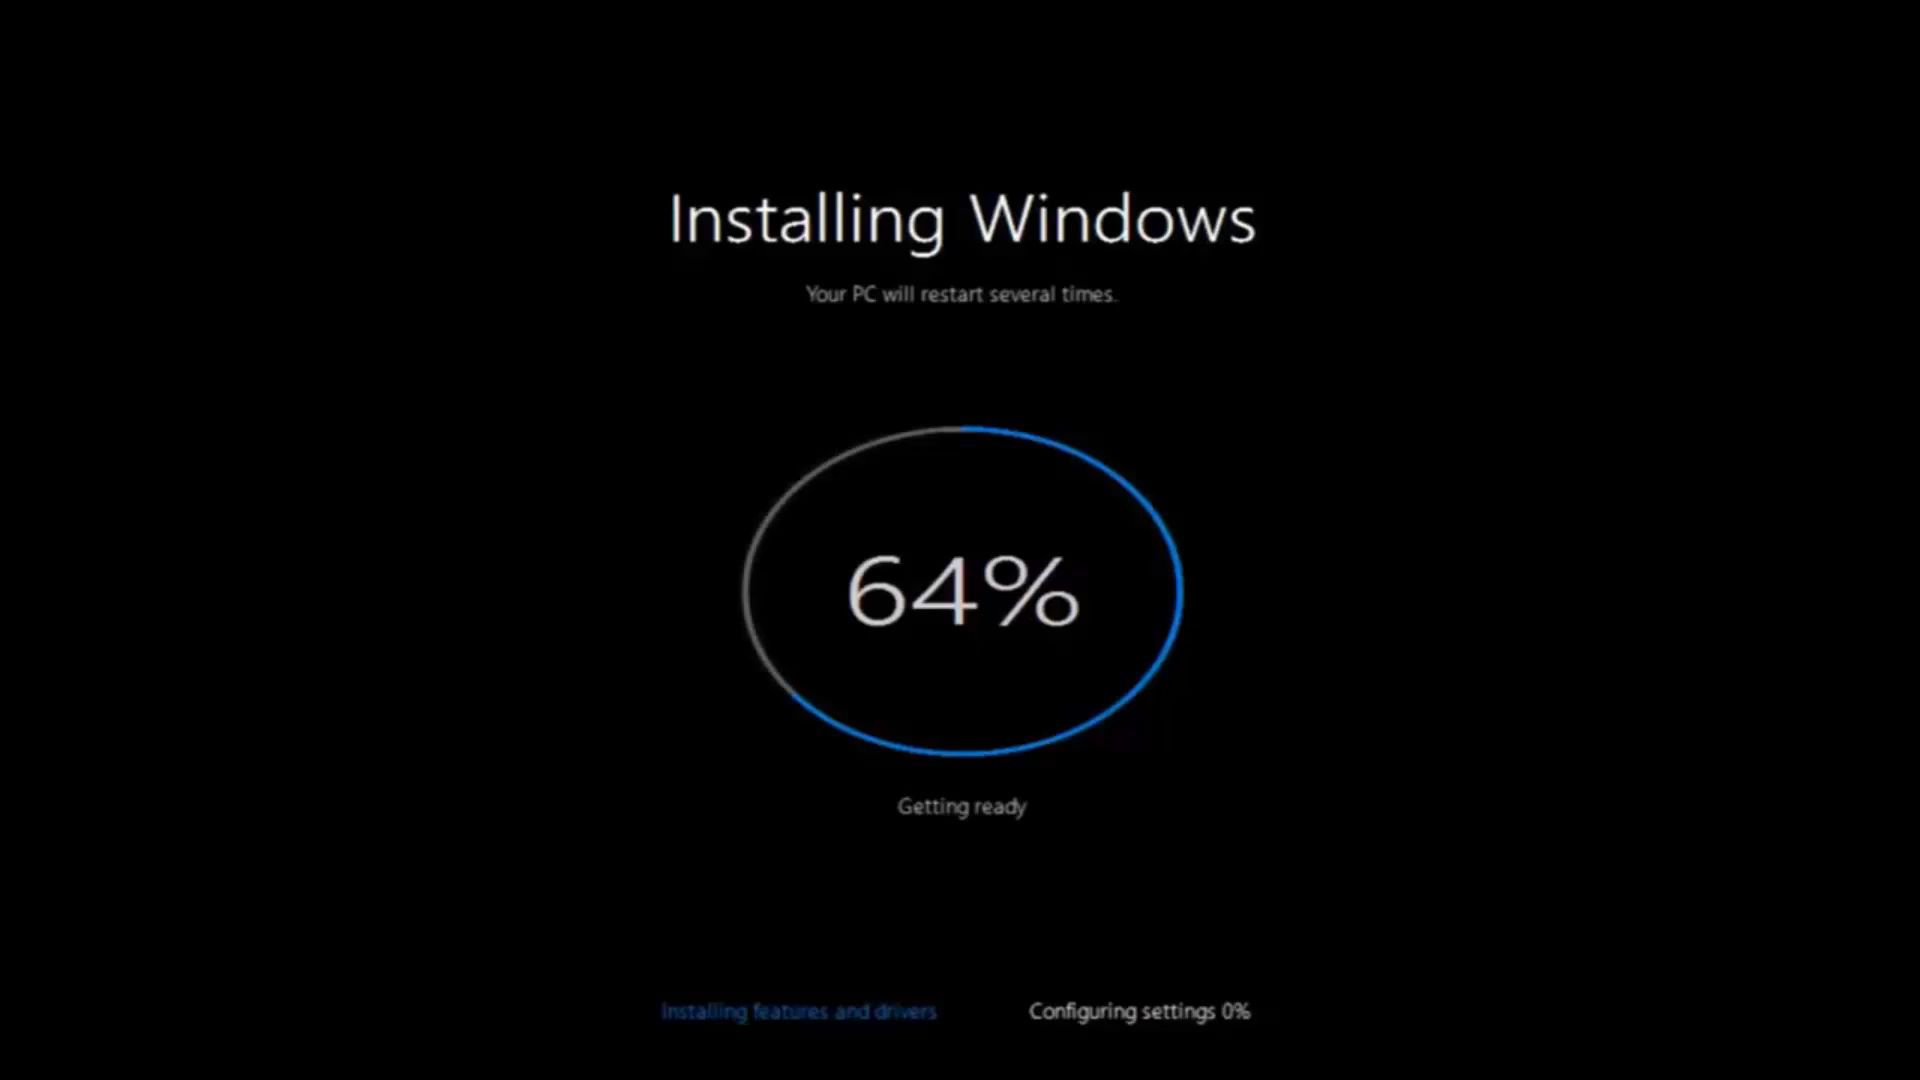 Installing Windows
Your PC will restart several times.
64%
Getting ready
Installing features and drivers
Configuring settings 0%